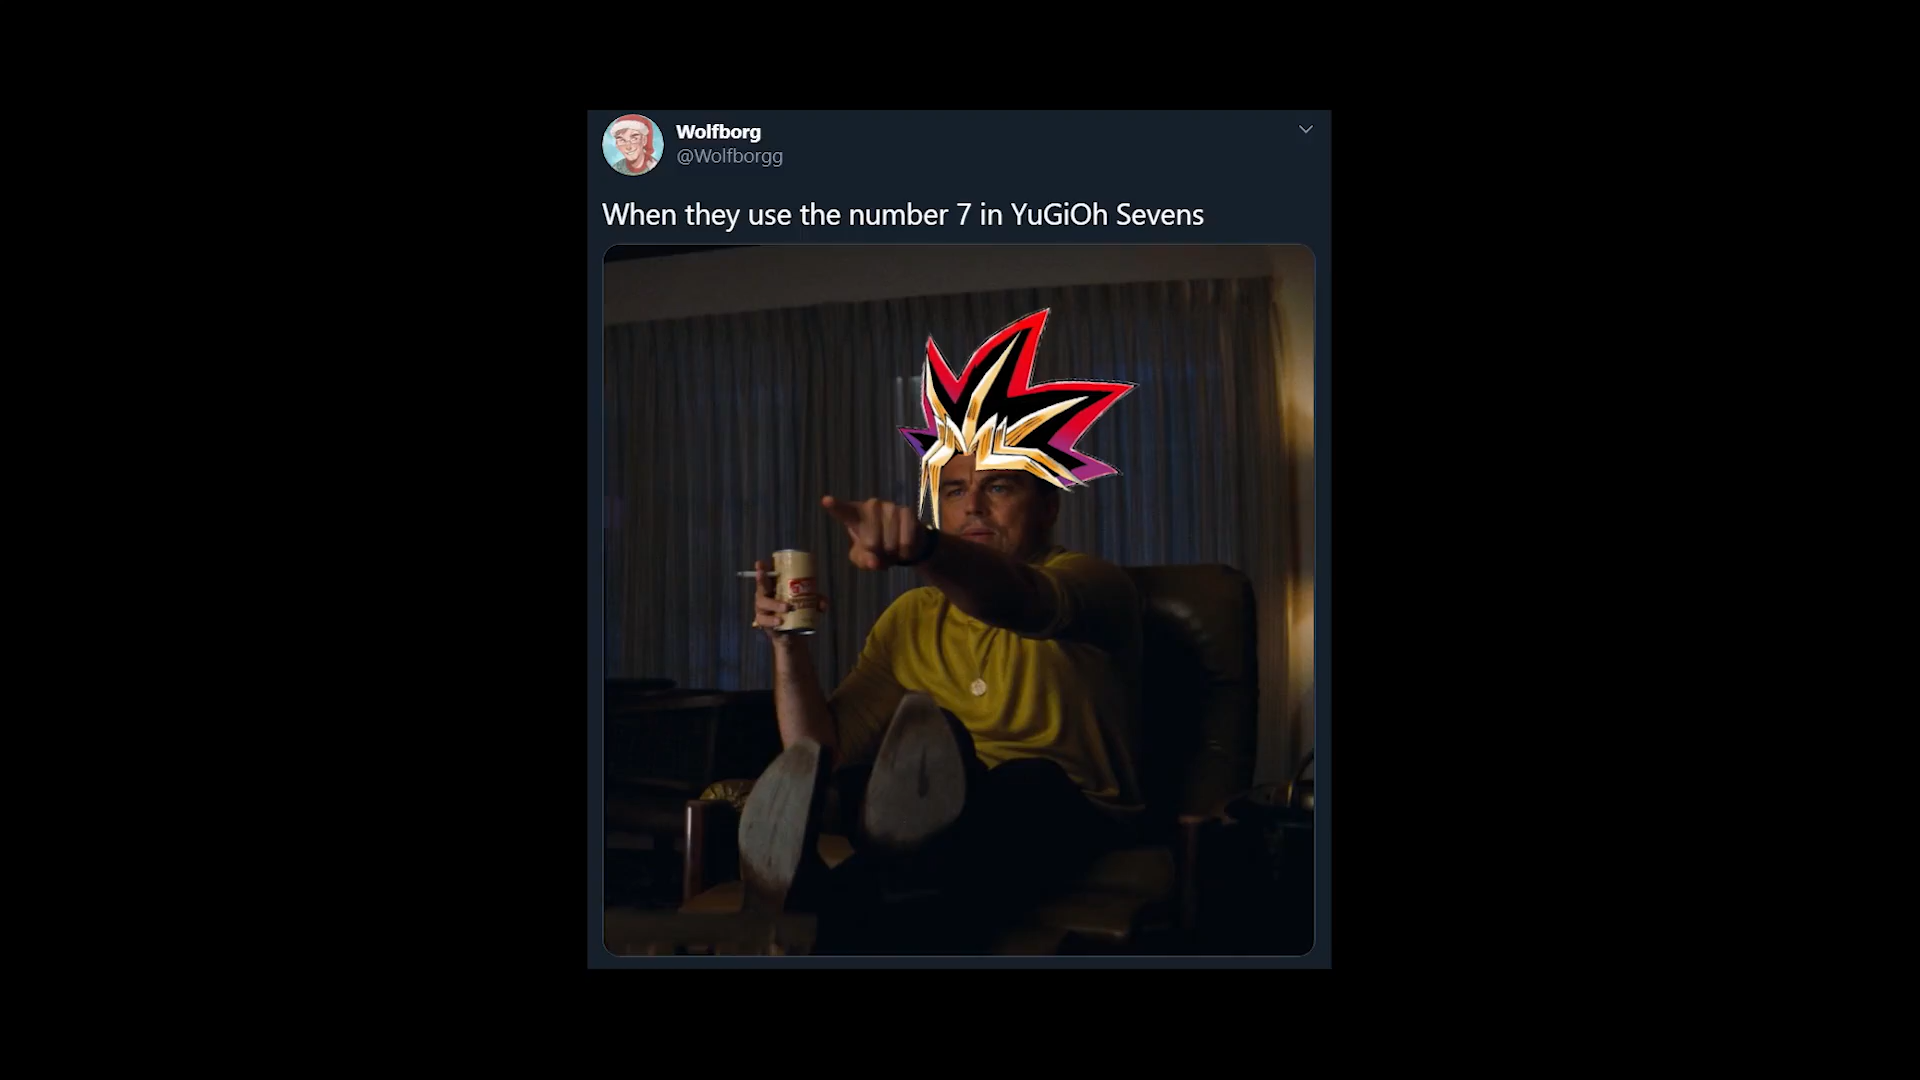 Wolfborg
@Wolfborgg
When they use the number 7 in YuGiOh Sevens